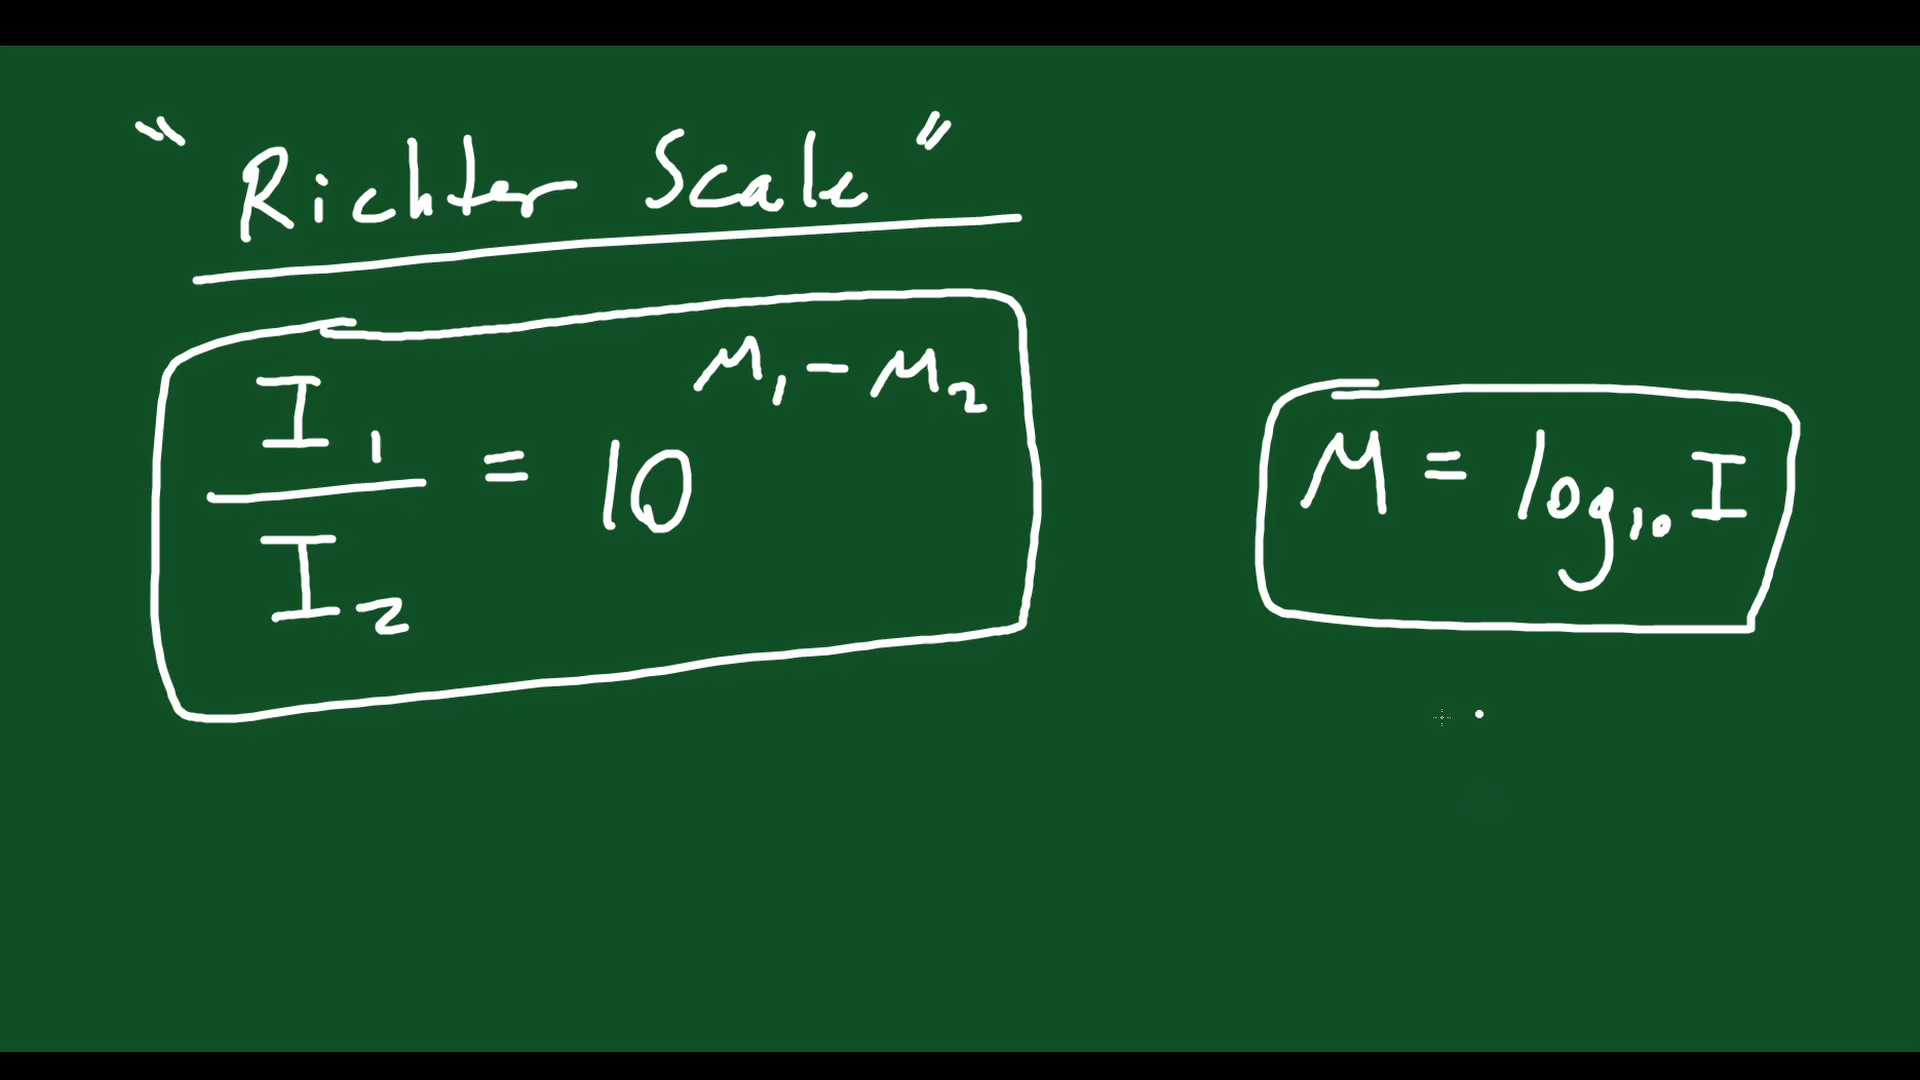 "Richter Scale"
I₁/I₂ = 10^(M₁ - M₂)
M = log₁₀ I